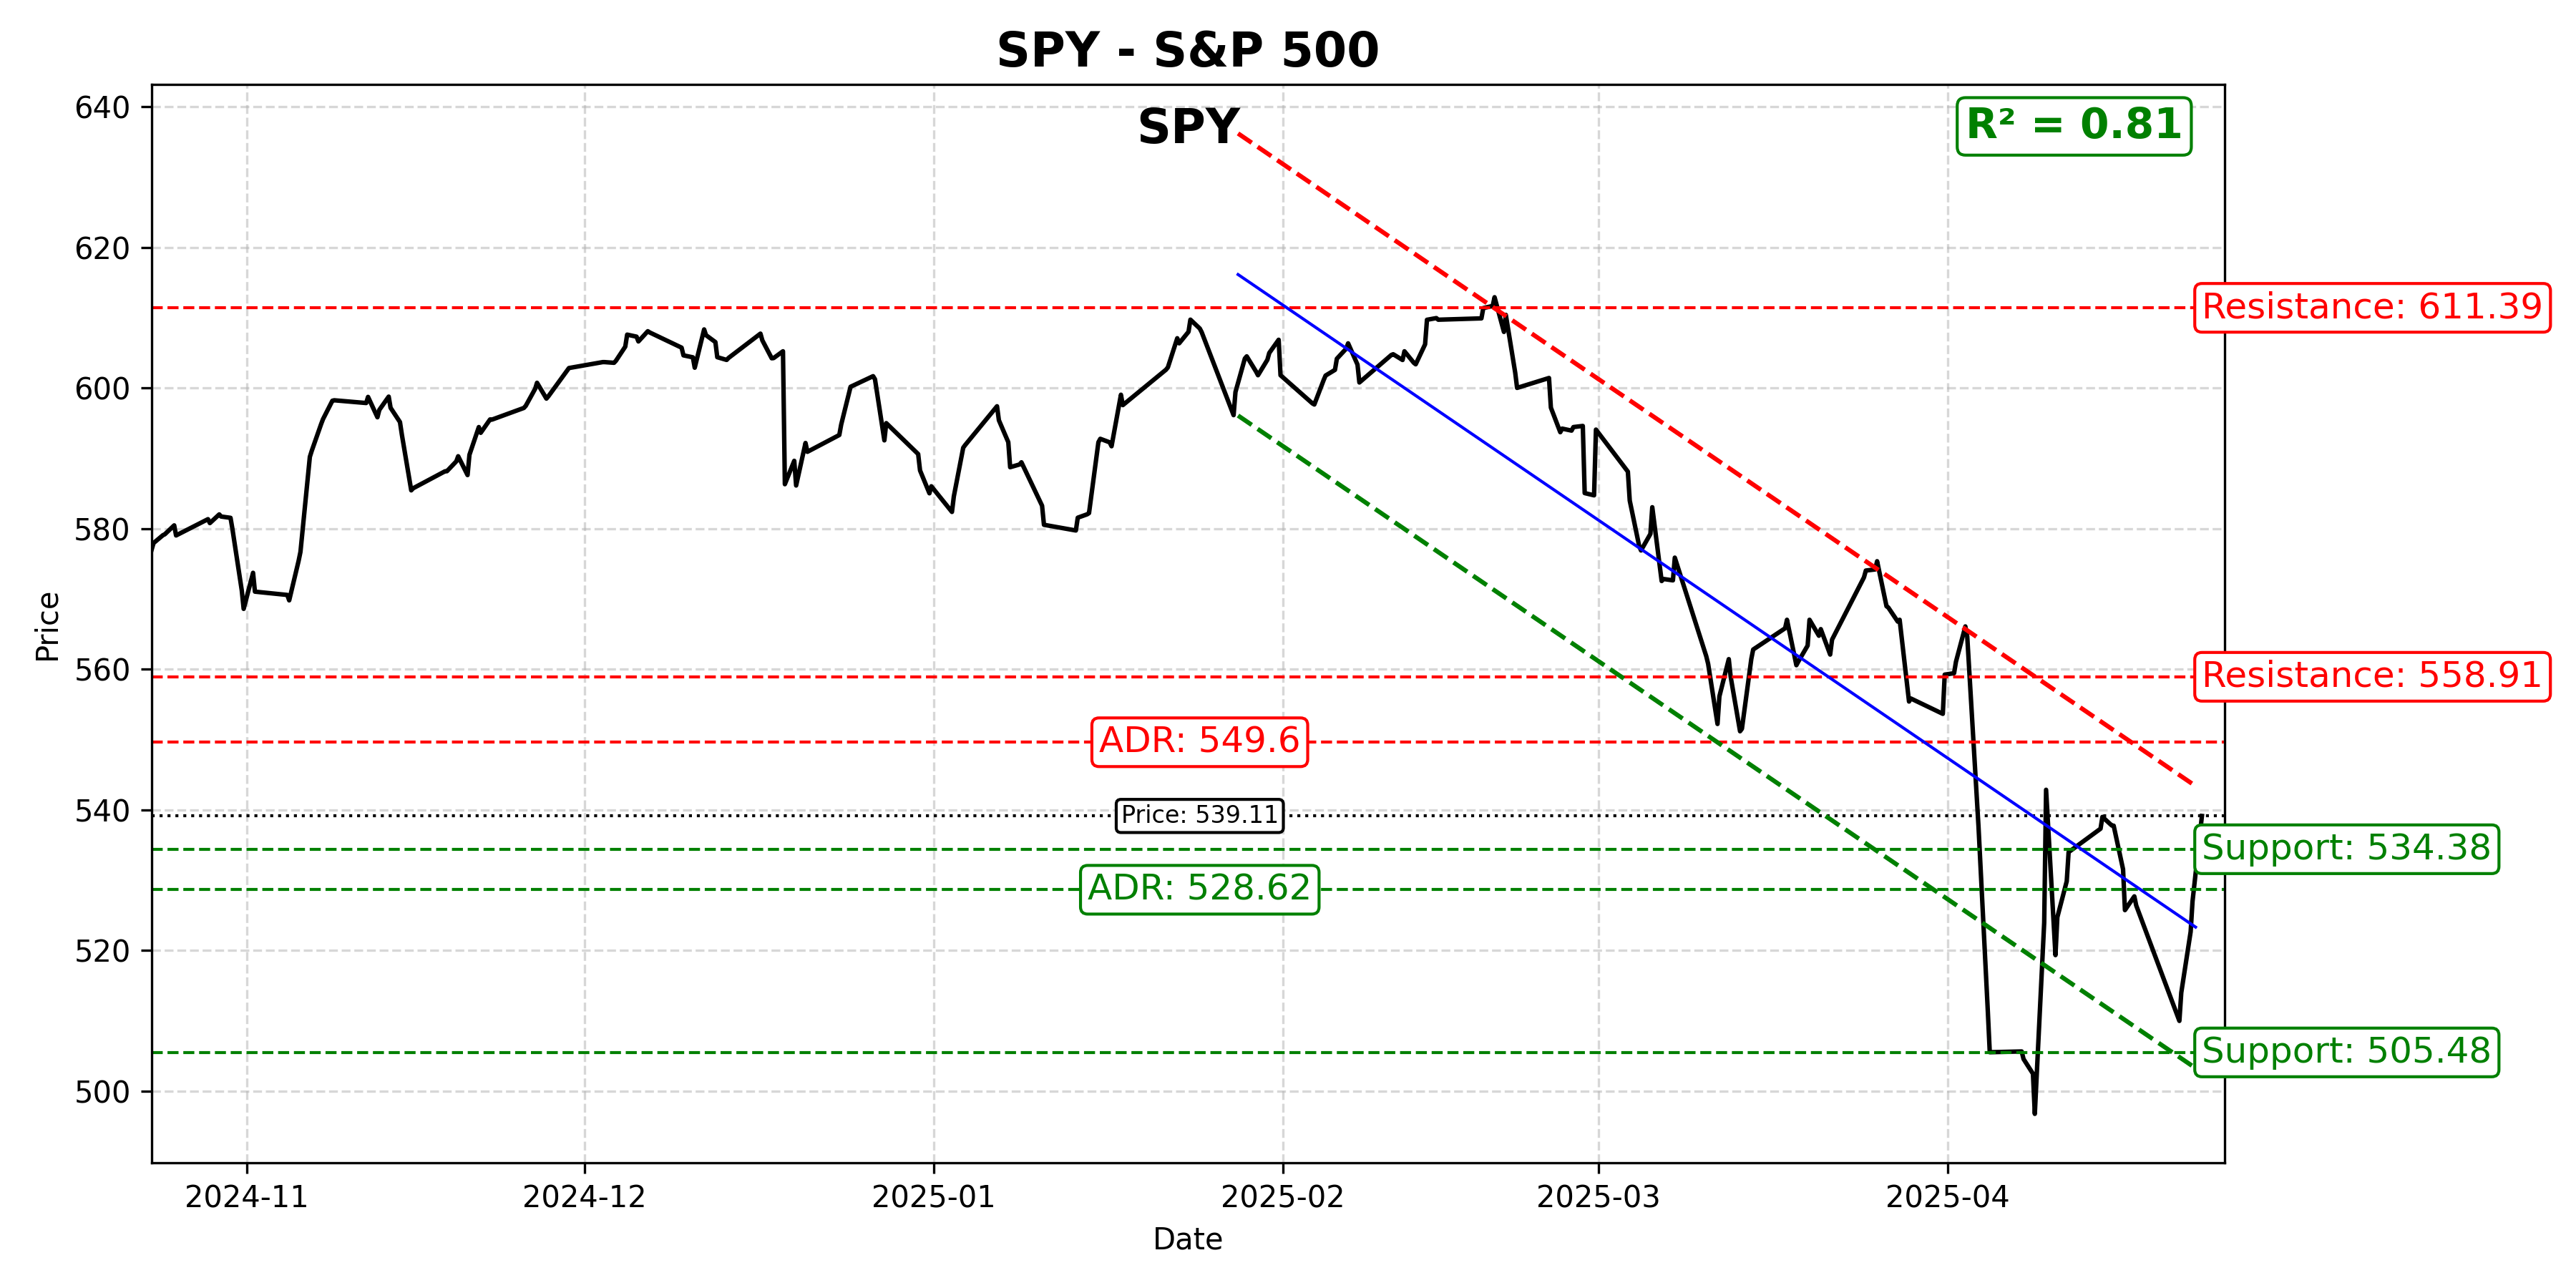 SPY - S&P 500
SPY
R² = 0.81
640
620
600
580
560
540
520
500
Price
Resistance: 611.39
Resistance: 558.91
ADR: 549.6
Price: 539.11
Support: 534.38
ADR: 528.62
Support: 505.48
2024-11
2024-12
2025-01
2025-02
2025-03
2025-04
Date